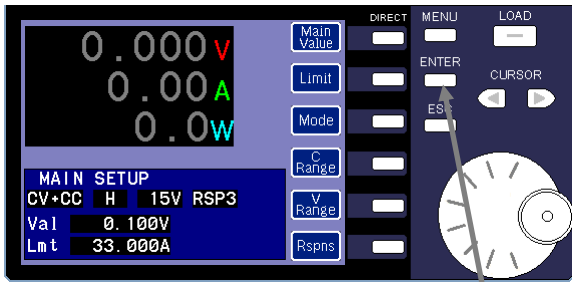 DIRECT MENU LOAD
0.000V
Main
Value
ENTER
0.00A
Limit
CURSOR
0.0W
Mode
ESC
C
Range
MAIN SETUP
CV+CC H 15V RSP3
V
Range
Val 0.100V
Lmt 33.000A
Rspns